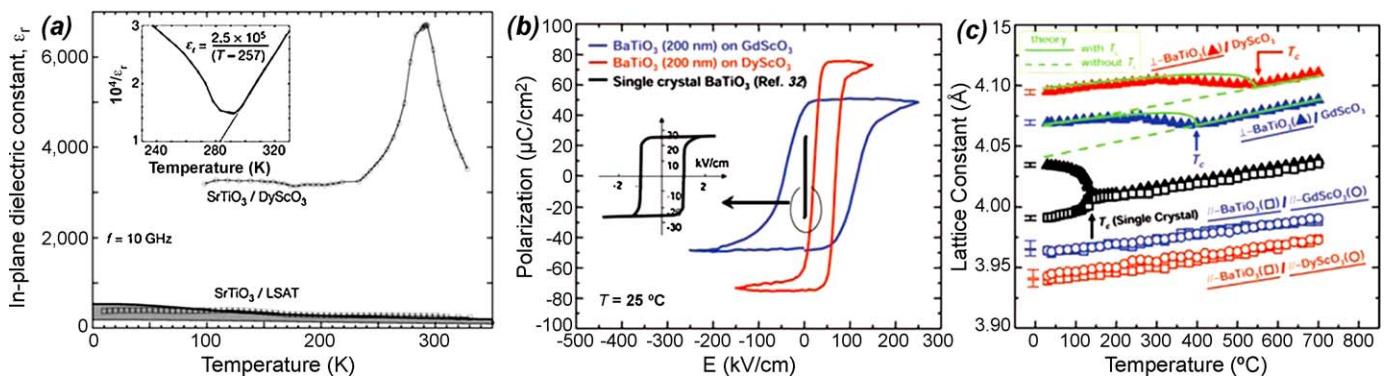 (a)
In-plane dielectric constant, εr
6,000
4,000
2,000
0
3
2
1
10⁴/εr
εr = 2.5 × 10⁵
(T−257)
240
280
320
Temperature (K)
SrTiO3 / DyScO3
f = 10 GHz
SrTiO3 / LSAT
0
100
200
300
Temperature (K)
(b)
Polarization (μC/cm²)
100
80
60
40
20
0
-20
-40
-60
-80
-100
BaTiO3 (200 nm) on GdScO3
BaTiO3 (200 nm) on DyScO3
Single crystal BaTiO3 (Ref. 32)
30
20
10
kV/cm
-2
2
-10
-20
-30
T = 25 ºC
-500
-400
-300
-200
-100
0
100
200
300
E (kV/cm)
(c)
Lattice Constant (Å)
4.10
4.05
4.00
3.95
3.90
theory
with Tc
without Tc
⊥-BaTiO3(▲) / DyScO3
Tc
⊥-BaTiO3(▲) / GdScO3
Tc
Tc (Single Crystal)
//-BaTiO3(□) / //-GdScO3(○)
//-BaTiO3(□) / //-DyScO3(○)
0
100
200
300
400
500
600
700
800
Temperature (ºC)